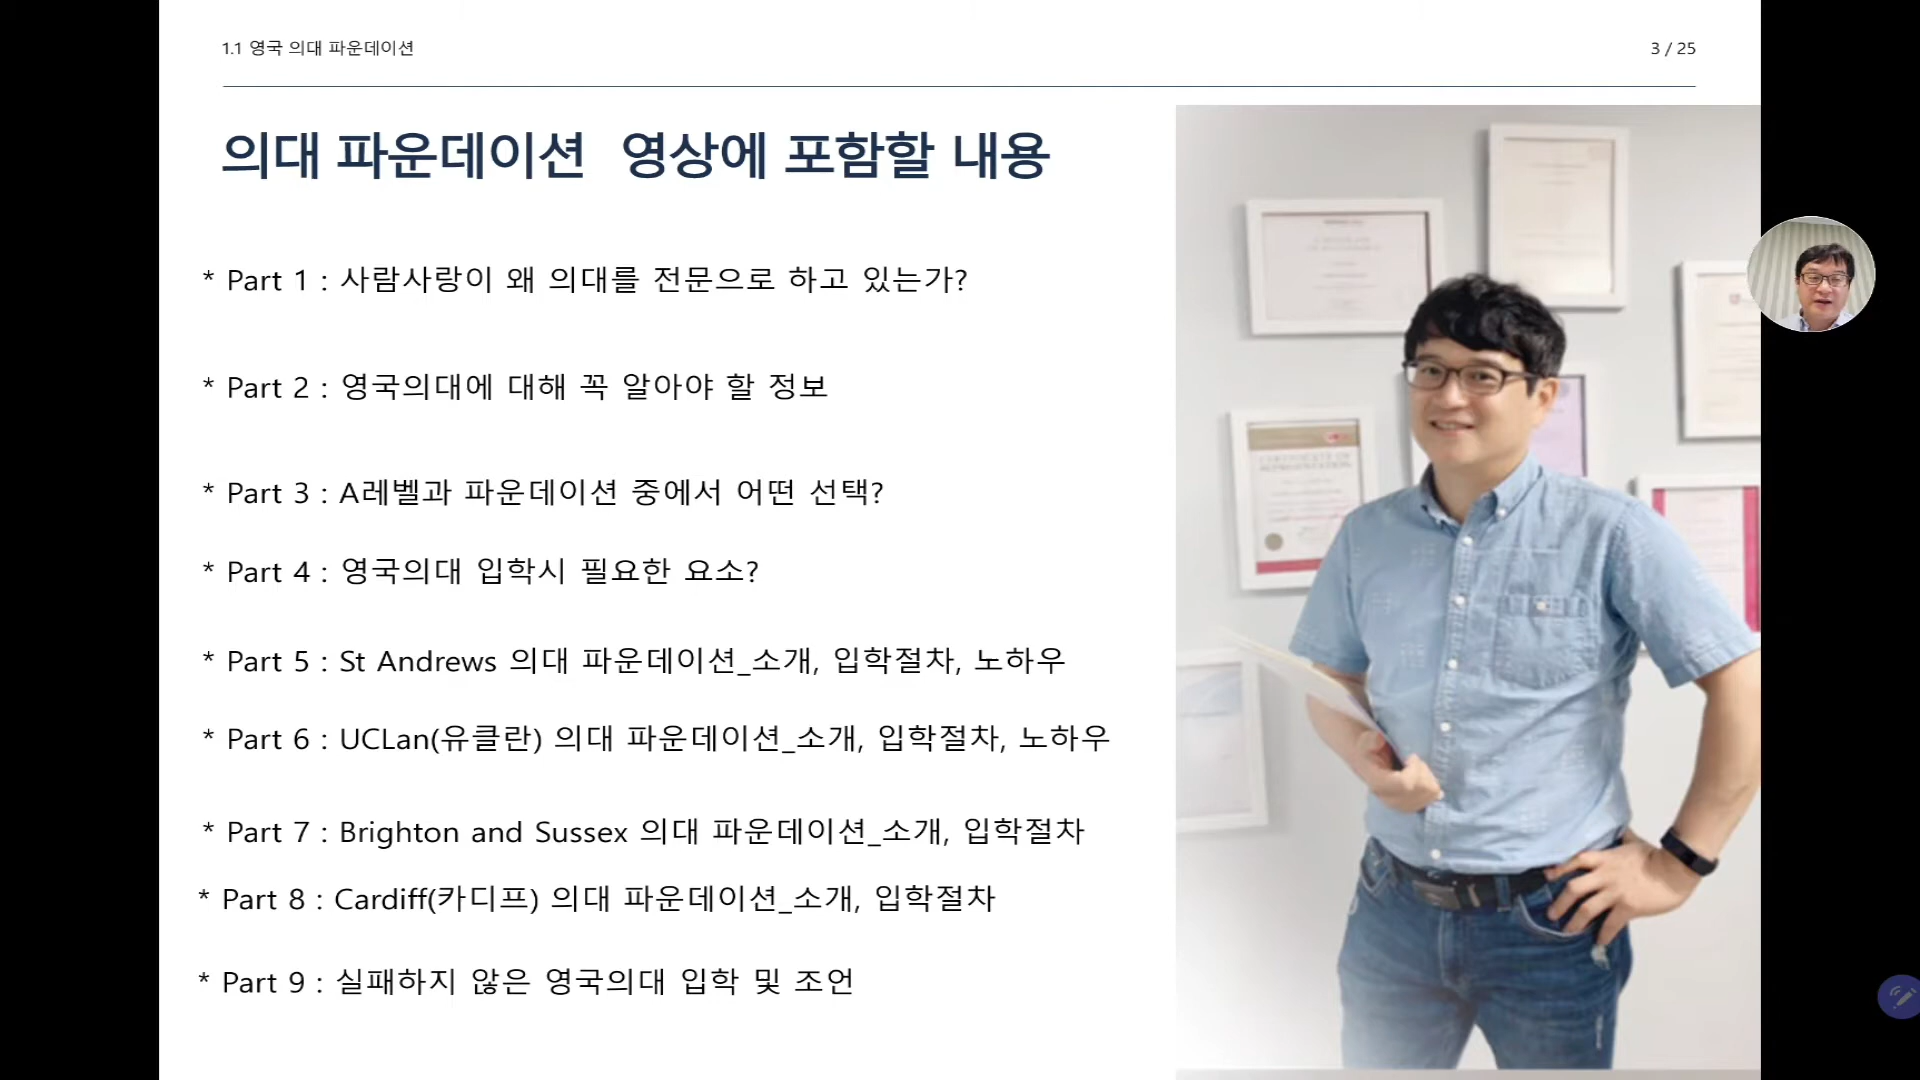 1.1 영국 의대 파운데이션
3 / 25
의대 파운데이션 영상에 포함할 내용
* Part 1 : 사람사랑이 왜 의대를 전문으로 하고 있는가?
* Part 2 : 영국의대에 대해 꼭 알아야 할 정보
* Part 3 : A레벨과 파운데이션 중에서 어떤 선택?
* Part 4 : 영국의대 입학시 필요한 요소?
* Part 5 : St Andrews 의대 파운데이션_소개, 입학절차, 노하우
* Part 6 : UCLan(유클란) 의대 파운데이션_소개, 입학절차, 노하우
* Part 7 : Brighton and Sussex 의대 파운데이션_소개, 입학절차
* Part 8 : Cardiff(카디프) 의대 파운데이션_소개, 입학절차
* Part 9 : 실패하지 않은 영국의대 입학 및 조언